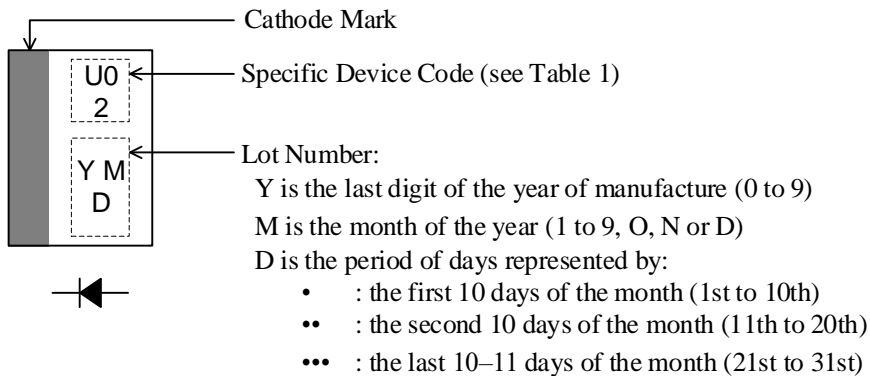 Cathode Mark
U0
2
Specific Device Code (see Table 1)
Y M
D
Lot Number:
Y is the last digit of the year of manufacture (0 to 9)
M is the month of the year (1 to 9, O, N or D)
D is the period of days represented by:
• : the first 10 days of the month (1st to 10th)
•• : the second 10 days of the month (11th to 20th)
••• : the last 10–11 days of the month (21st to 31st)